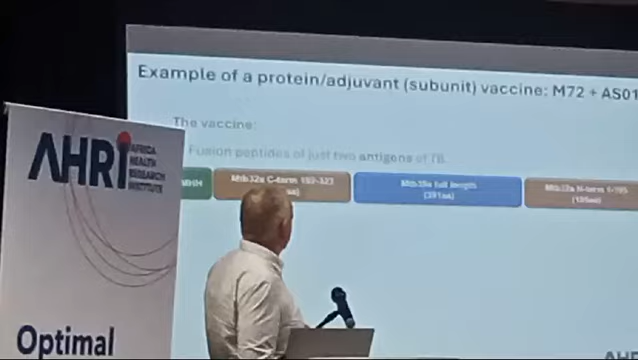 Example of a protein/adjuvant (subunit) vaccine: M72 + AS01
The vaccine:
Fusion peptides of just two antigens of TB.
Mtb32a C-term 192-323
Mtb39a full length
(391aa)
Mtb32a N-term 1-195
(195aa)
AHRI
AFRICA
HEALTH
RESEARCH
INSTITUTE
Optimal